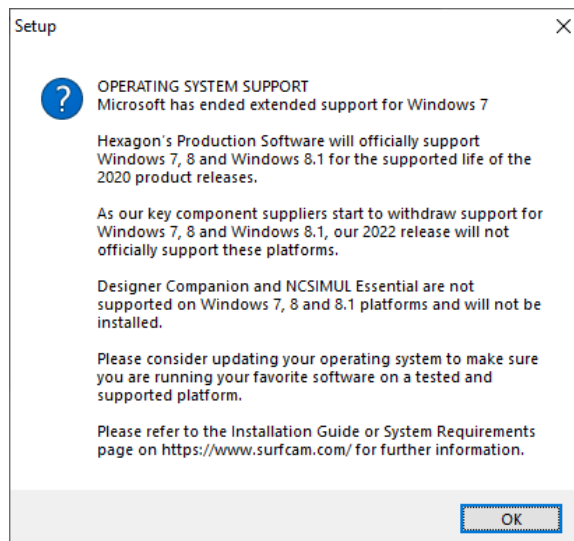 Setup
OPERATING SYSTEM SUPPORT
Microsoft has ended extended support for Windows 7
Hexagon's Production Software will officially support
Windows 7, 8 and Windows 8.1 for the supported life of the
2020 product releases.
As our key component suppliers start to withdraw support for
Windows 7, 8 and Windows 8.1, our 2022 release will not
officially support these platforms.
Designer Companion and NCSIMUL Essential are not
supported on Windows 7, 8 and 8.1 platforms and will not be
installed.
Please consider updating your operating system to make sure
you are running your favorite software on a tested and
supported platform.
Please refer to the Installation Guide or System Requirements
page on https://www.surfcam.com/ for further information.
OK